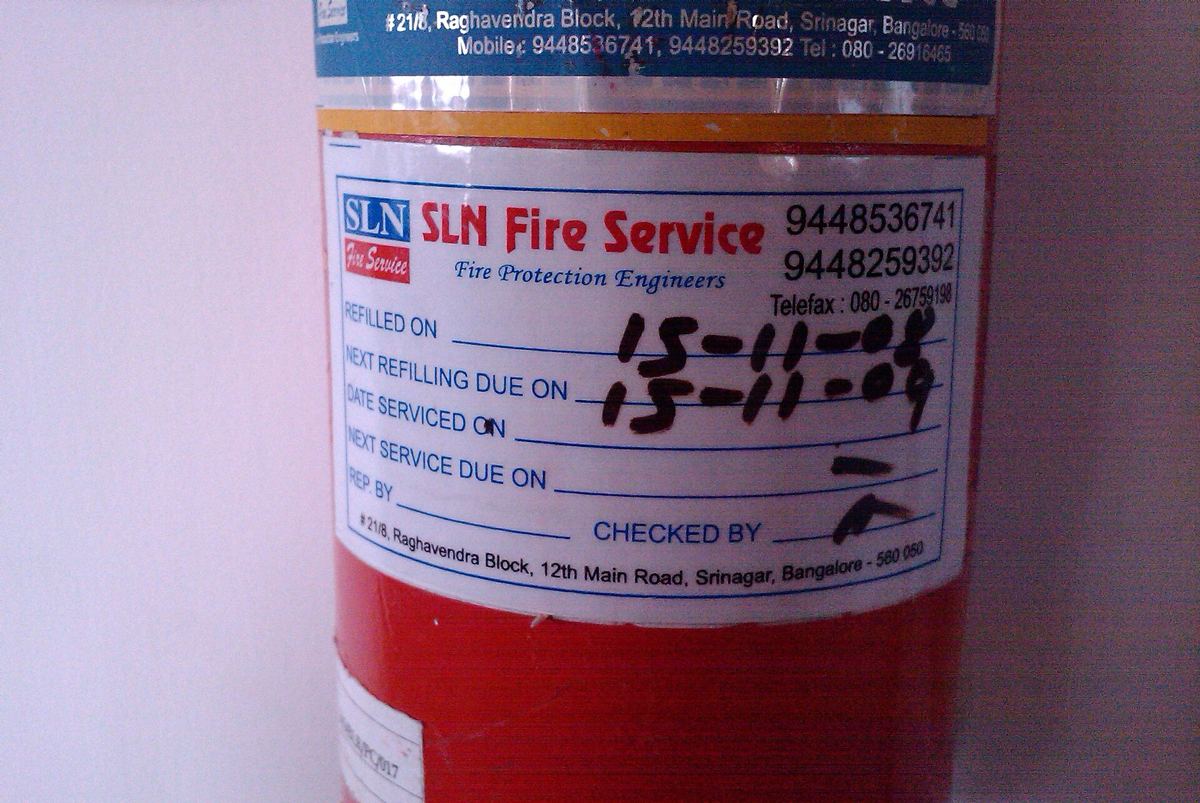 # 21/8, Raghavendra Block, 12th Main Road, Srinagar, Bangalore - 560 050
Mobile: 9448536741, 9448259392 Tel : 080 - 26916465
SLN
Fire Service
SLN Fire Service
Fire Protection Engineers
9448536741
9448259392
Telefax : 080 - 26759198
REFILLED ON 15-11-08
NEXT REFILLING DUE ON 15-11-09
DATE SERVICED ON
NEXT SERVICE DUE ON –
REP. BY CHECKED BY
# 21/8, Raghavendra Block, 12th Main Road, Srinagar, Bangalore - 560 050